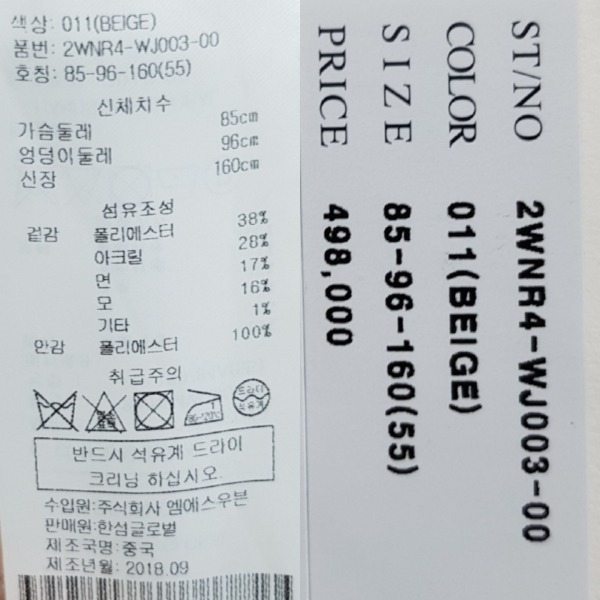 색상: 011(BEIGE)
품번: 2WNR4-WJ003-00
호칭: 85-96-160(55)
신체치수
가슴둘레 85cm
엉덩이둘레 96cm
신장 160cm
섬유조성
겉감 폴리에스터 38%
아크릴 28%
면 17%
모 16%
기타 1%
안감 폴리에스터 100%
취급주의
드라이
석유계
반드시 석유계 드라이
크리닝 하십시오.
수입원:주식회사 엠에스우븐
판매원:한섬글로벌
제조국명:중국
제조년월: 2018.09
ST/NO 2WNR4-WJ003-00
COLOR 011(BEIGE)
SIZE 85-96-160(55)
PRICE 498,000